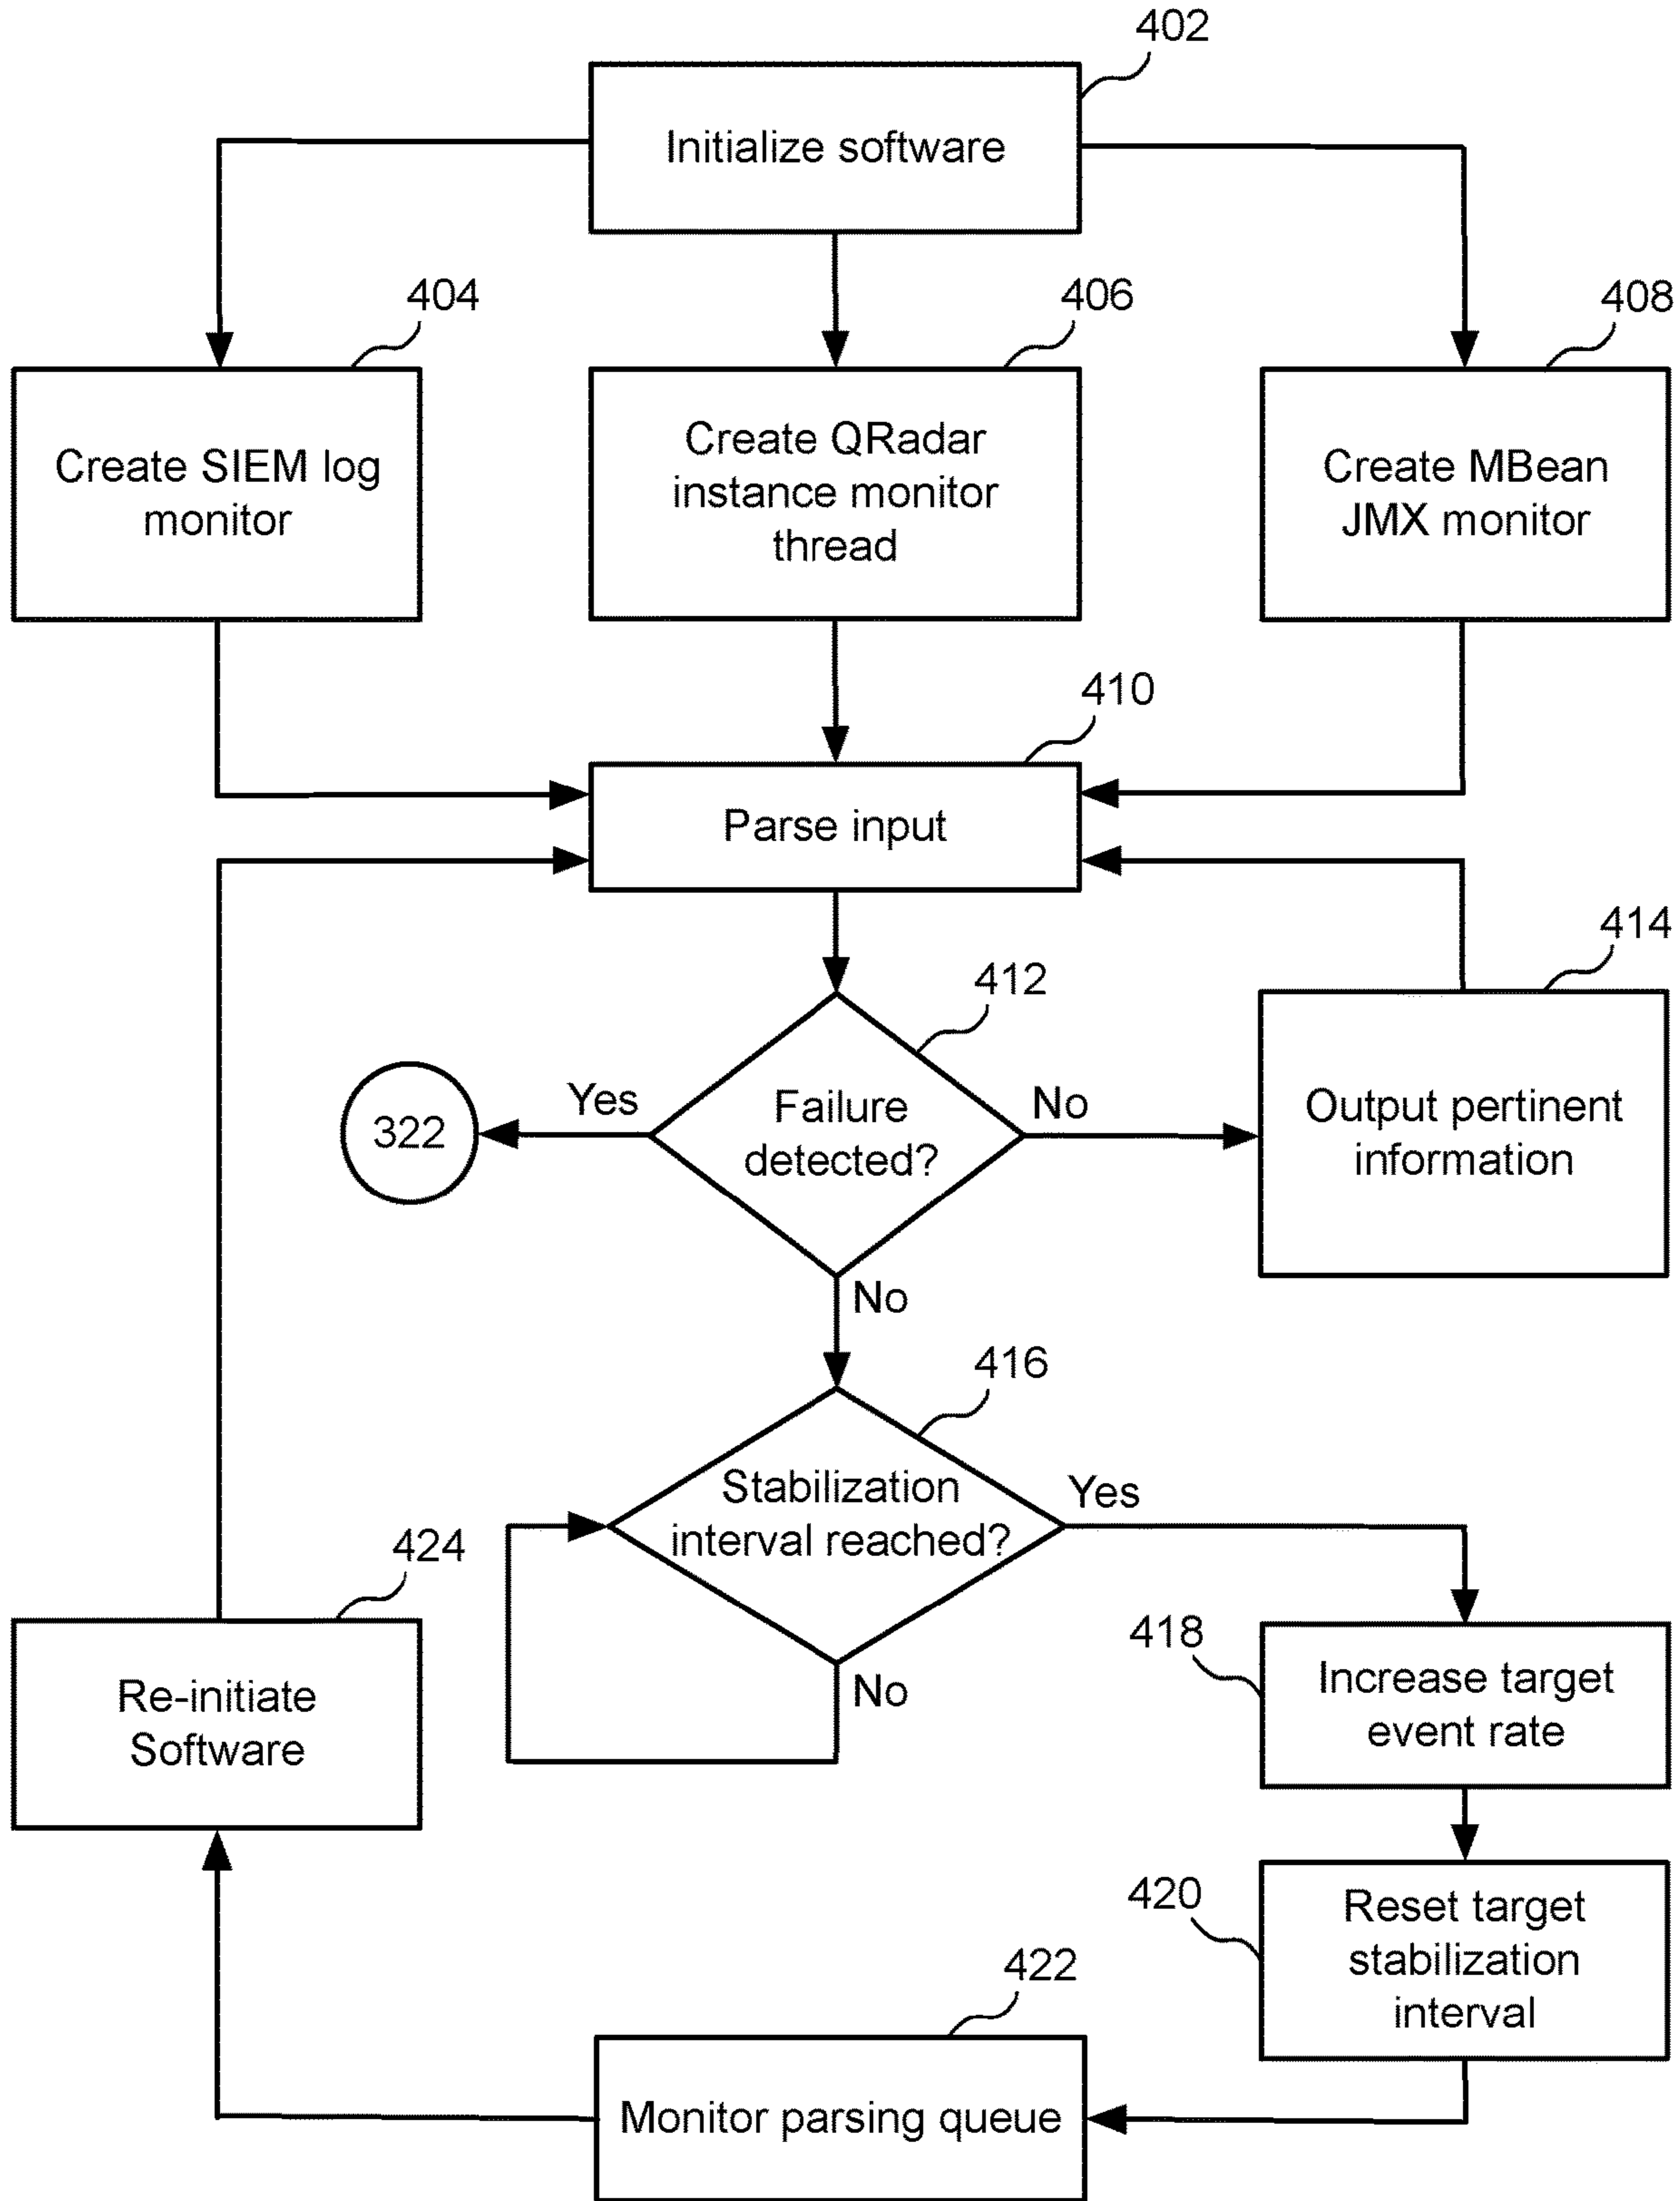 402
Initialize software
404
406
408
Create SIEM log
monitor
Create QRadar
instance monitor
thread
Create MBean
JMX monitor
410
Parse input
414
412
322
Yes
Failure
detected?
No
Output pertinent
information
No
416
Stabilization
interval reached?
Yes
No
424
Re-initiate
Software
418
Increase target
event rate
420
Reset target
stabilization
interval
422
Monitor parsing queue